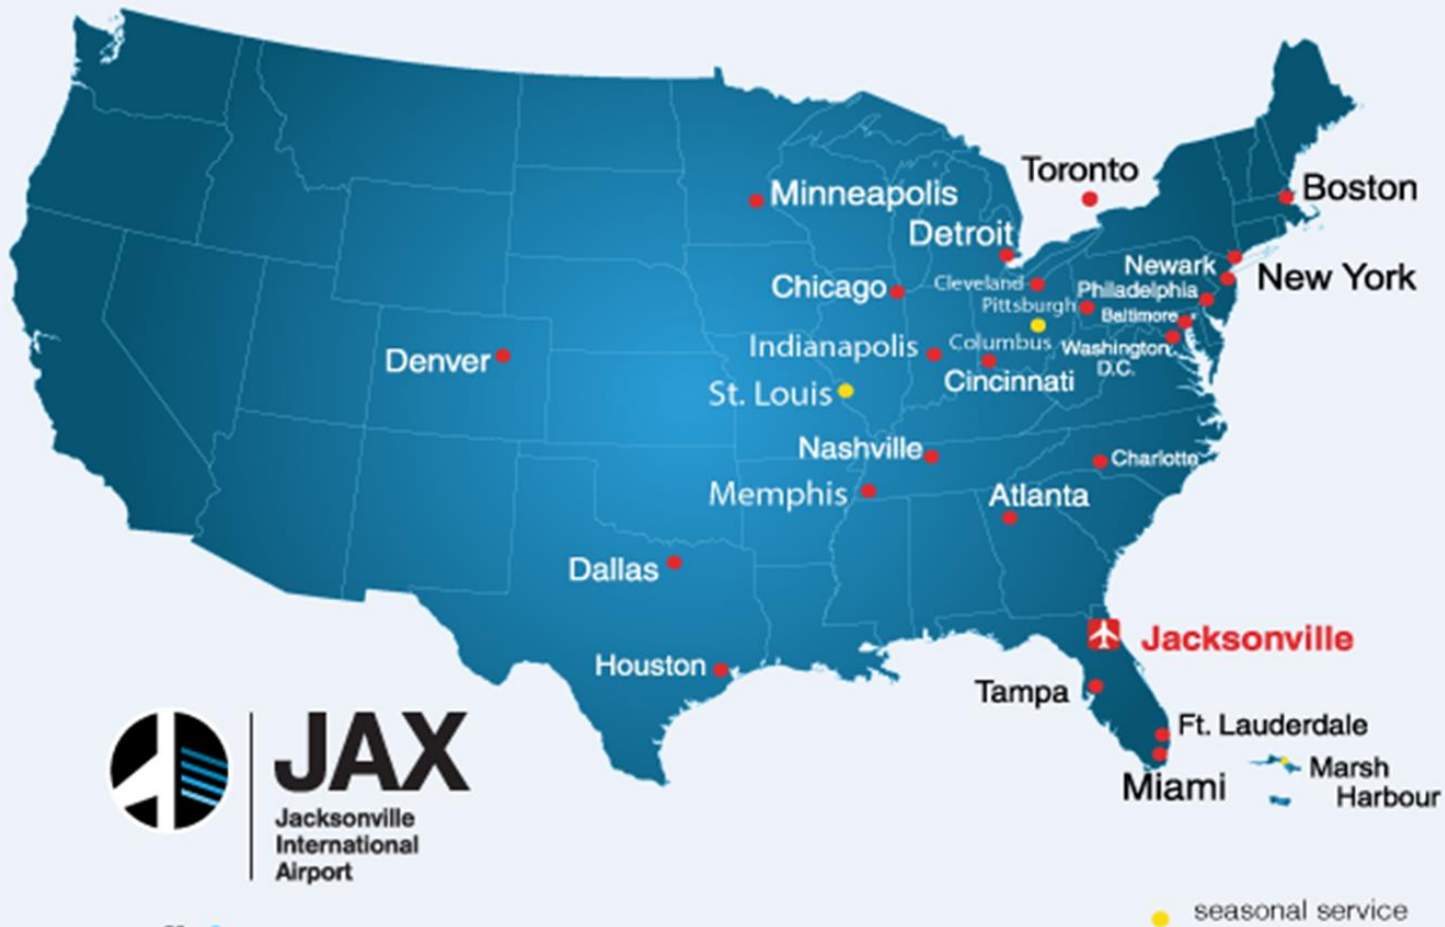 Toronto
Minneapolis
Boston
Detroit
Newark
New York
Chicago
Cleveland
Philadelphia
Pittsburgh
Baltimore
Indianapolis
Columbus
Washington
D.C.
Denver
Cincinnati
St. Louis
Nashville
Charlotte
Memphis
Atlanta
Dallas
Jacksonville
Houston
Tampa
Ft. Lauderdale
Marsh
Harbour
Miami
JAX
Jacksonville
International
Airport
seasonal service